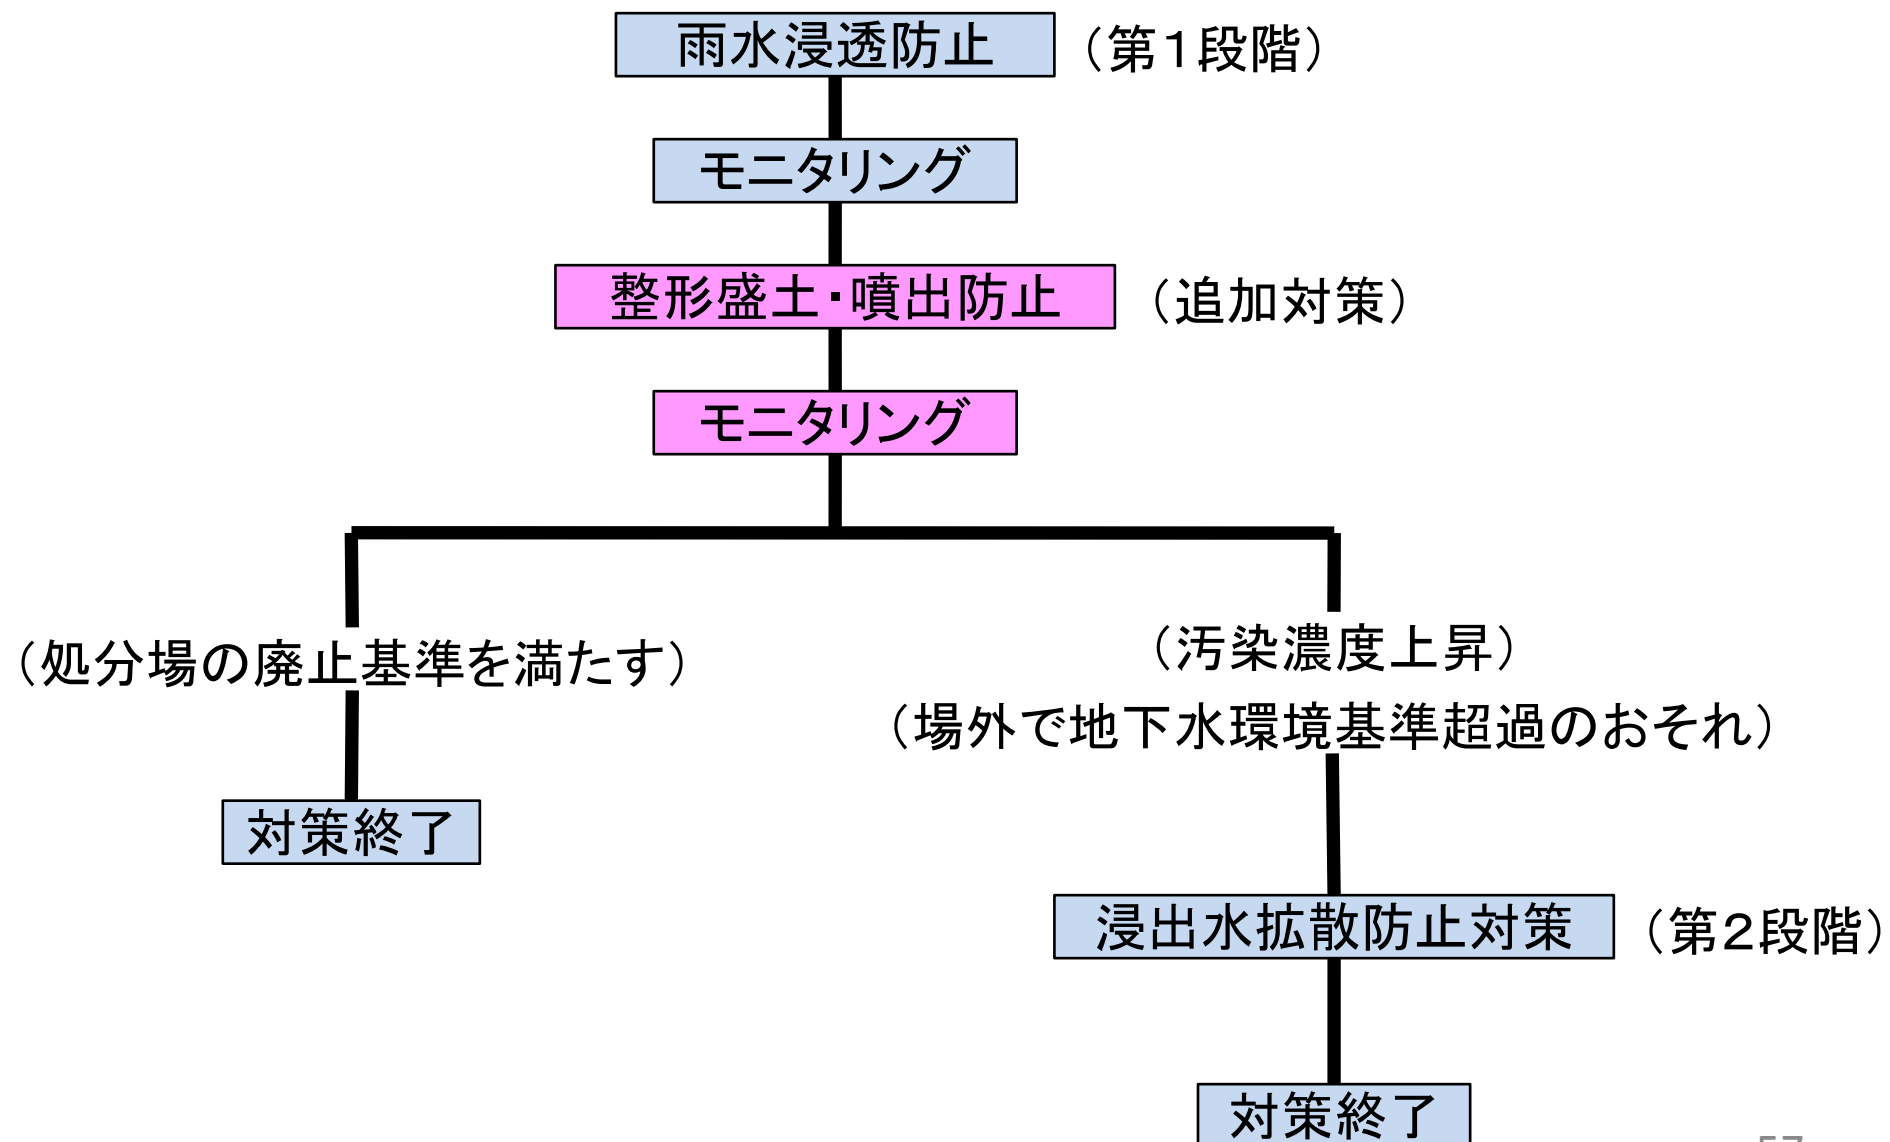 雨水浸透防止 （第１段階）
モニタリング
整形盛土・噴出防止 （追加対策）
モニタリング
（処分場の廃止基準を満たす）
（汚染濃度上昇）
（場外で地下水環境基準超過のおそれ）
対策終了
浸出水拡散防止対策 （第２段階）
対策終了